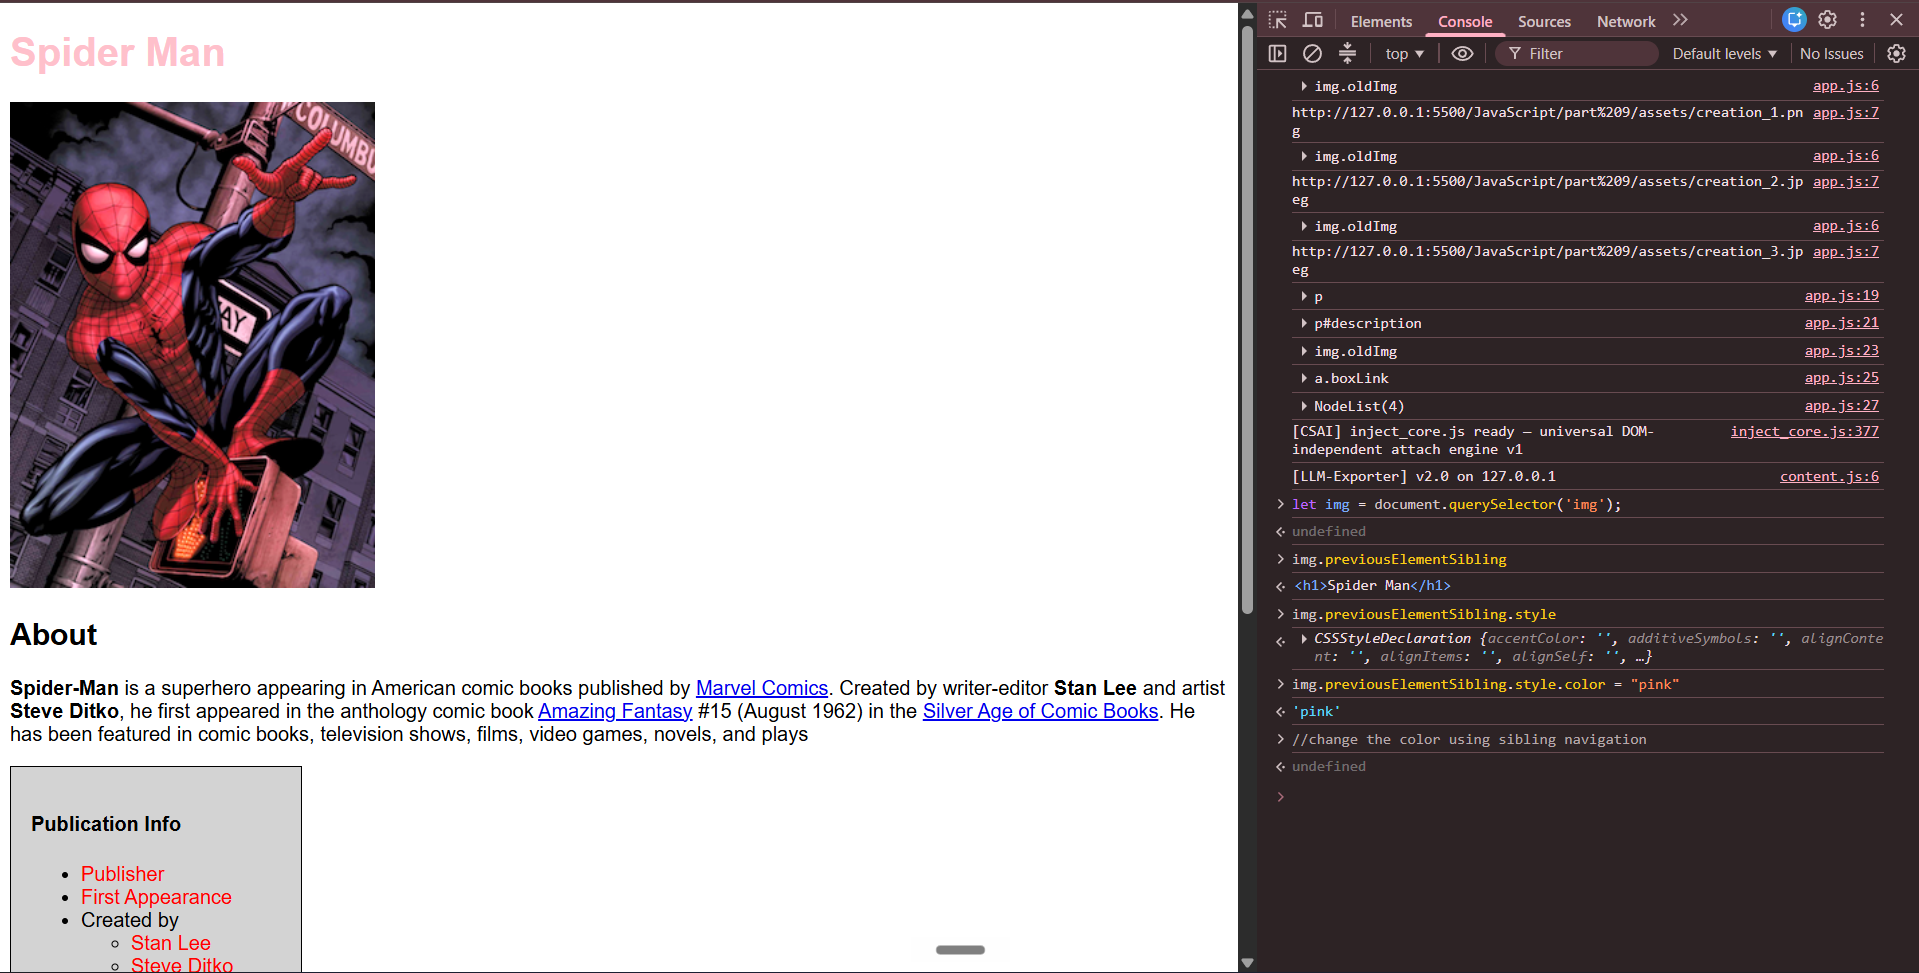 Spider Man
COLUMBU
AY
About
Spider-Man is a superhero appearing in American comic books published by Marvel Comics. Created by writer-editor Stan Lee and artist
Steve Ditko, he first appeared in the anthology comic book Amazing Fantasy #15 (August 1962) in the Silver Age of Comic Books. He
has been featured in comic books, television shows, films, video games, novels, and plays
Publication Info
Publisher
First Appearance
Created by
Stan Lee
Steve Ditko
Elements Console Sources Network
top Filter Default levels No Issues
img.oldImg app.js:6
http://127.0.0.1:5500/JavaScript/part%209/assets/creation_1.pn app.js:7
g
img.oldImg app.js:6
http://127.0.0.1:5500/JavaScript/part%209/assets/creation_2.jp app.js:7
eg
img.oldImg app.js:6
http://127.0.0.1:5500/JavaScript/part%209/assets/creation_3.jp app.js:7
eg
p app.js:19
p#description app.js:21
img.oldImg app.js:23
a.boxLink app.js:25
NodeList(4) app.js:27
[CSAI] inject_core.js ready — universal DOM- inject_core.js:377
independent attach engine v1
[LLM-Exporter] v2.0 on 127.0.0.1 content.js:6
let img = document.querySelector('img');
undefined
img.previousElementSibling
<h1>Spider Man</h1>
img.previousElementSibling.style
CSSStyleDeclaration {accentColor: '', additiveSymbols: '', alignConte
nt: '', alignItems: '', alignSelf: '', …}
img.previousElementSibling.style.color = "pink"
'pink'
//change the color using sibling navigation
undefined